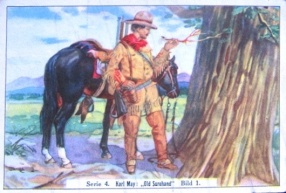 Serie 4. Karl May: „Old Surehand" Bild 1.